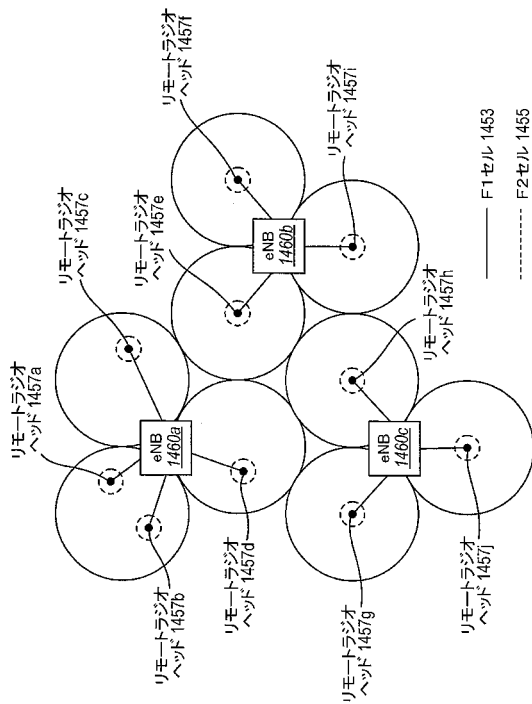 リモートラジオ
ヘッド 1457a
リモートラジオ
ヘッド 1457c
リモートラジオ
ヘッド 1457b
eNB
1460a
リモートラジオ
ヘッド 1457d
リモートラジオ
ヘッド 1457e
リモートラジオ
ヘッド 1457f
eNB
1460b
リモートラジオ
ヘッド 1457i
リモートラジオ
ヘッド 1457g
eNB
1460c
リモートラジオ
ヘッド 1457h
リモートラジオ
ヘッド 1457j
F1セル 1453
F2セル 1455